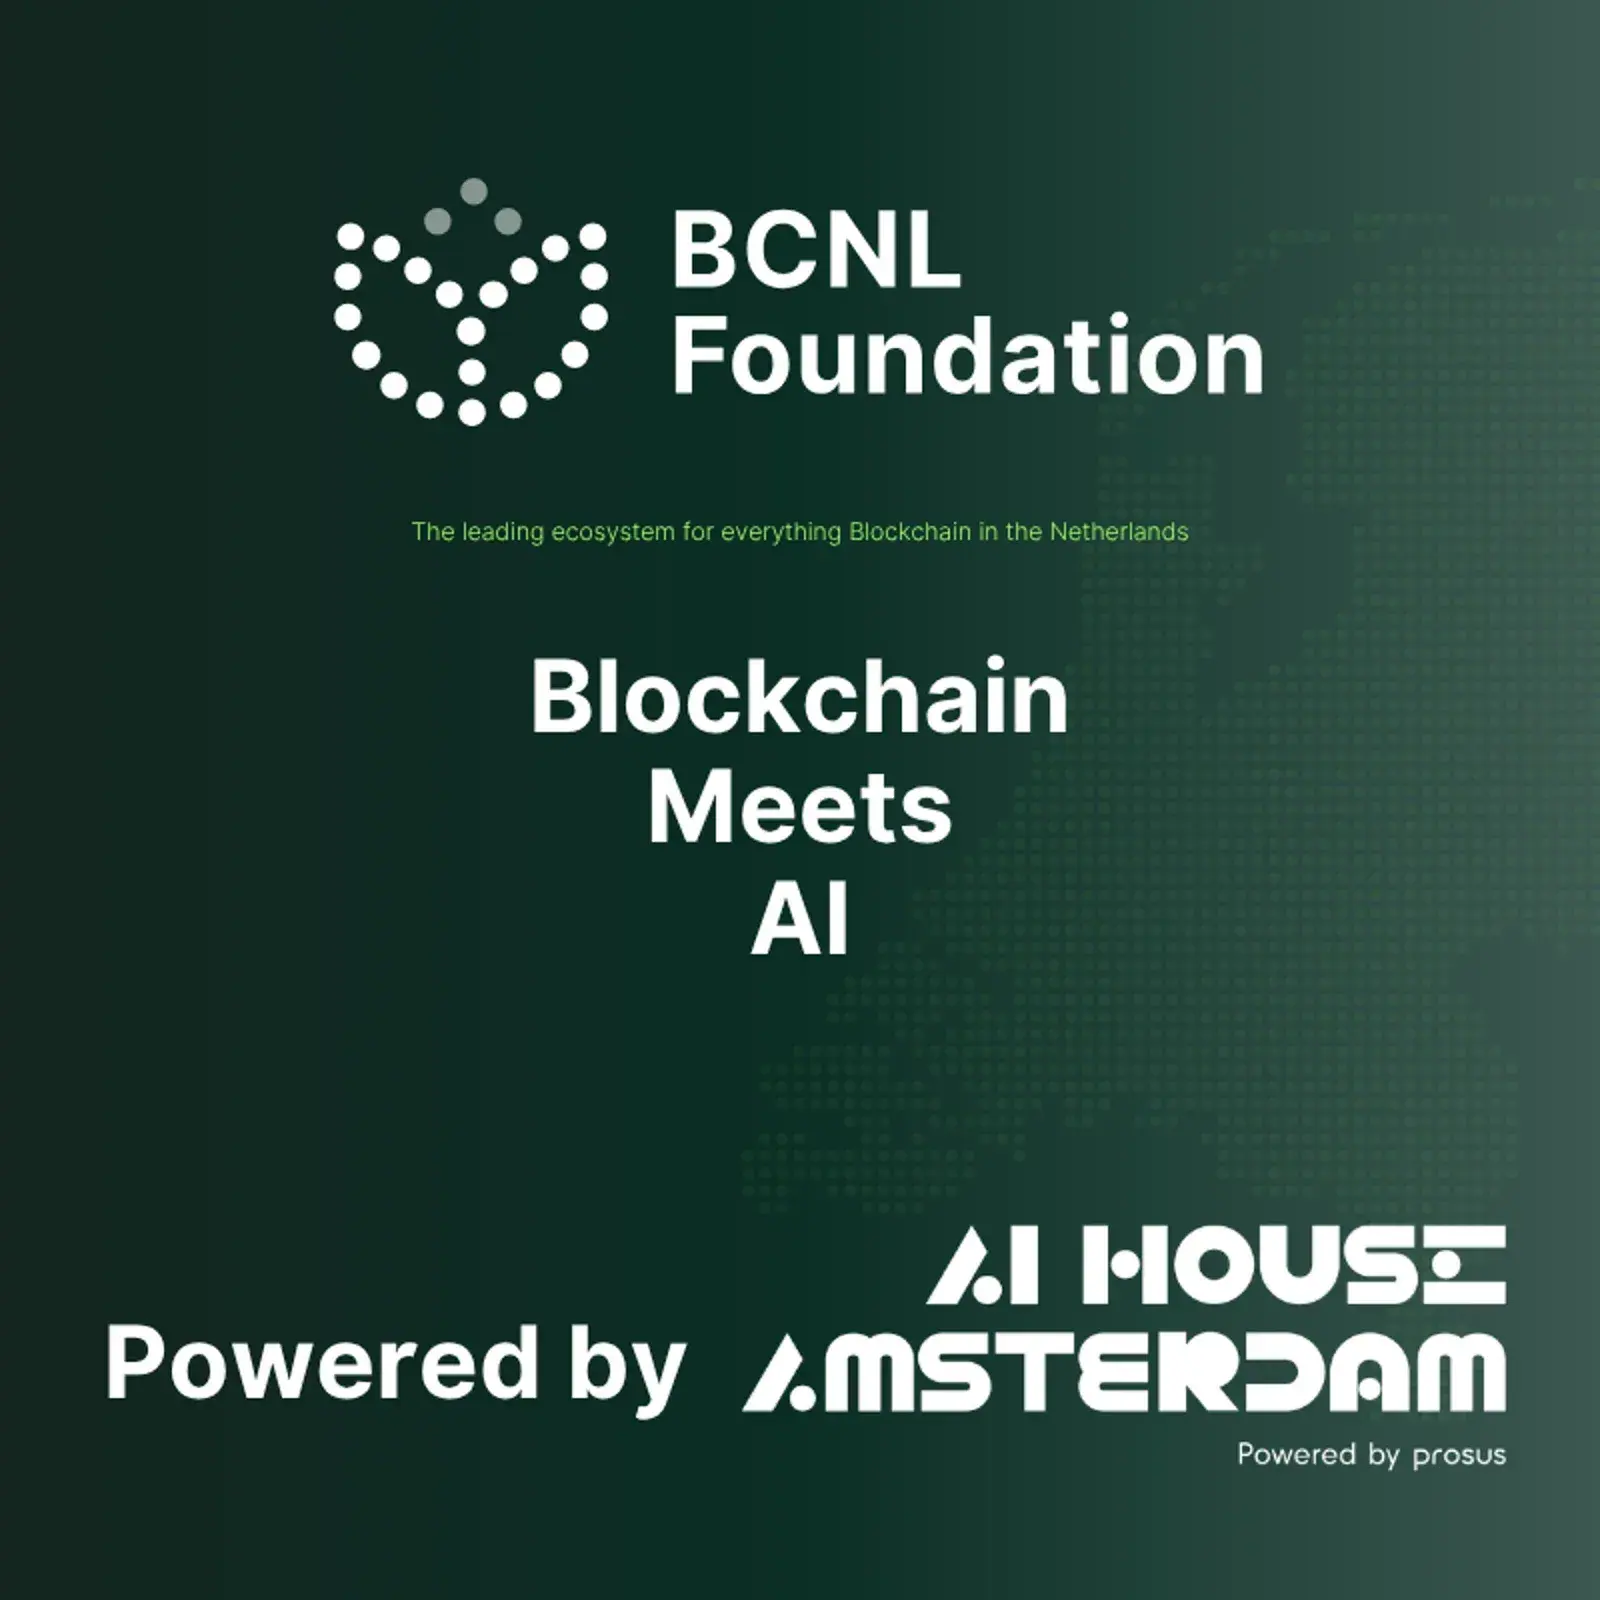 BCNL
Foundation
The leading ecosystem for everything Blockchain in the Netherlands
Blockchain
Meets
AI
Powered by
AI HOUSE
AMSTERDAM
Powered by prosus